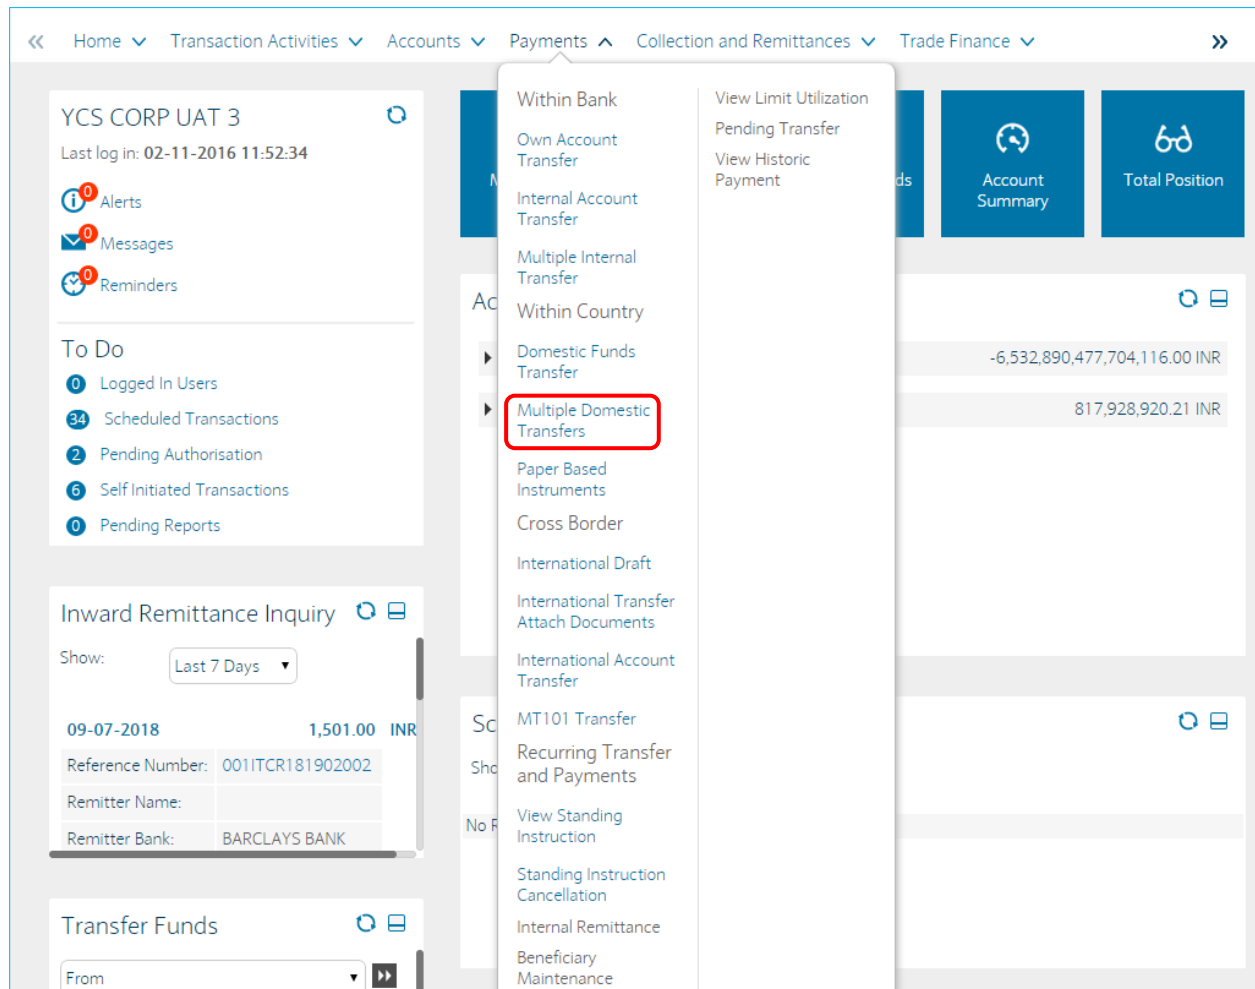 Home
Transaction Activities
Accounts
Payments
Collection and Remittances
Trade Finance
YCS CORP UAT 3
Last log in: 02-11-2016 11:52:34
0
Alerts
0
Messages
0
Reminders
To Do
0 Logged In Users
34 Scheduled Transactions
2 Pending Authorisation
6 Self Initiated Transactions
0 Pending Reports
Inward Remittance Inquiry
Show:
Last 7 Days
09-07-2018 1,501.00 INR
Reference Number: 001ITCR181902002
Remitter Name:
Remitter Bank: BARCLAYS BANK
Transfer Funds
From
Within Bank
Own Account
Transfer
Internal Account
Transfer
Multiple Internal
Transfer
Within Country
Domestic Funds
Transfer
Multiple Domestic
Transfers
Paper Based
Instruments
Cross Border
International Draft
International Transfer
Attach Documents
International Account
Transfer
MT101 Transfer
Recurring Transfer
and Payments
View Standing
Instruction
Standing Instruction
Cancellation
Internal Remittance
Beneficiary
Maintenance
View Limit Utilization
Pending Transfer
View Historic
Payment
Account
Summary
Total Position
-6,532,890,477,704,116.00 INR
817,928,920.21 INR